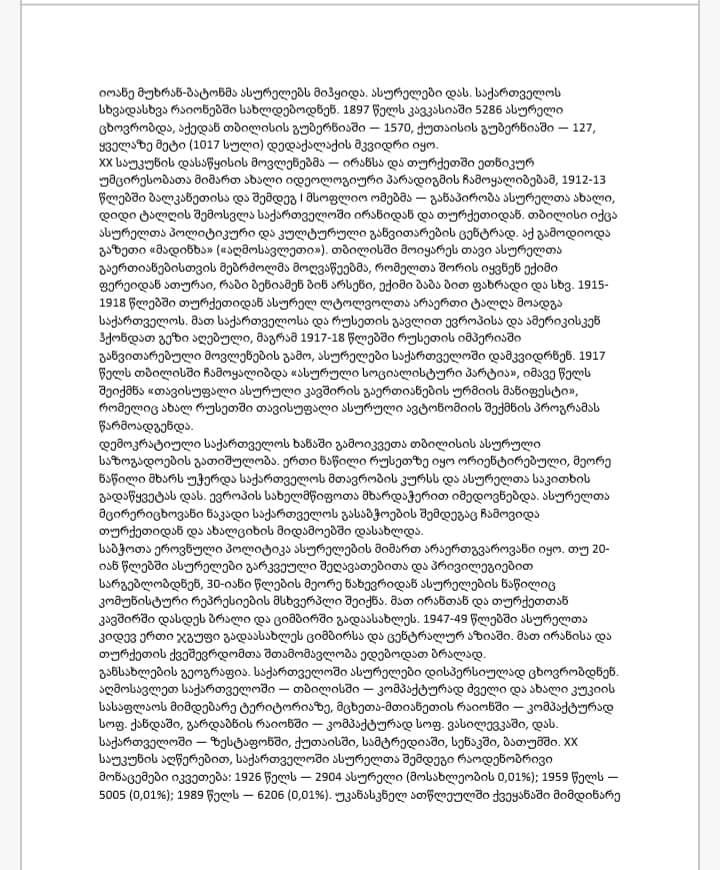 იოანე მუხრან-ბატონმა ასურელებს მიჰყიდა. ასურელები დას. საქართველოს
სხვადასხვა რაიონებში სახლდებოდნენ. 1897 წელს კავკასიაში 5286 ასურელი
ცხოვრობდა, აქედან თბილისის გუბერნიაში — 1570, ქუთაისის გუბერნიაში — 127,
ყველაზე მეტი (1017 სული) დედაქალაქის მკვიდრი იყო.
XX საუკუნის დასაწყისის მოვლენებმა — ირანსა და თურქეთში ეთნიკურ
უმცირესობათა მიმართ ახალი იდეოლოგიური პარადიგმის ჩამოყალიბებამ, 1912-13
წლებში ბალკანეთისა და შემდეგ I მსოფლიო ომებმა — განაპირობა ასურელთა ახალი,
დიდი ტალღის შემოსვლა საქართველოში ირანიდან და თურქეთიდან. თბილისი იქცა
ასურელთა პოლიტიკური და კულტურული განვითარების ცენტრად. აქ გამოდიოდა
გაზეთი «მადინხა» («აღმოსავლეთი»). თბილისში მოიყარეს თავი ასურელთა
გაერთიანებისთვის მებრძოლმა მოღვაწეებმა, რომელთა შორის იყვნენ ექიმი
ფერეიდან ათურაი, რაბი ბენიამენ ბინ არსენი, ექიმი ბაბა ბით ფახრადი და სხვ. 1915-
1918 წლებში თურქეთიდან ასურელ ლტოლვოლთა არაერთი ტალღა მოადგა
საქართველოს. მათ საქართველოსა და რუსეთის გავლით ევროპისა და ამერიკისკენ
ჰქონდათ გეზი აღებული, მაგრამ 1917-18 წლებში რუსეთის იმპერიაში
განვითარებული მოვლენების გამო, ასურელები საქართველოში დამკვიდრნენ. 1917
წელს თბილისში ჩამოყალიბდა «ასურული სოციალისტური პარტია», იმავე წელს
შეიქმნა «თავისუფალი ასურული კავშირის გაერთიანების ურმიის მანიფესტი»,
რომელიც ახალ რუსეთში თავისუფალი ასურული ავტონომიის შექმნის პროგრამას
წარმოადგენდა.
დემოკრატიული საქართველოს ხანაში გამოიკვეთა თბილისის ასურული
საზოგადოების გათიშულობა. ერთი ნაწილი რუსეთზე იყო ორიენტირებული, მეორე
ნაწილი მხარს უჭერდა საქართველოს მთავრობის კურსს და ასურელთა საკითხის
გადაწყვეტას დას. ევროპის სახელმწიფოთა მხარდაჭერით იმედოვნებდა. ასურელთა
მცირერიცხოვანი ნაკადი საქართველოს გასაბჭოების შემდეგაც ჩამოვიდა
თურქეთიდან და ახალციხის მიდამოებში დასახლდა.
საბჭოთა ეროვნული პოლიტიკა ასურელების მიმართ არაერთგვაროვანი იყო. თუ 20-
იან წლებში ასურელები გარკვეული შეღავათებითა და პრივილეგიებით
სარგებლობდნენ, 30-იანი წლების მეორე ნახევრიდან ასურელების ნაწილიც
კომუნისტური რეპრესიების მსხვერპლი შეიქნა. მათ ირანთან და თურქეთთან
კავშირში დასდეს ბრალი და ციმბირში გადაასახლეს. 1947-49 წლებში ასურელთა
კიდევ ერთი ჯგუფი გადაასახლეს ციმბირსა და ცენტრალურ აზიაში. მათ ირანისა და
თურქეთის ქვეშევრდომთა შთამომავლობა ედებოდათ ბრალად.
განსახლების გეოგრაფია. საქართველოში ასურელები დისპერსიულად ცხოვრობდნენ.
აღმოსავლეთ საქართველოში — თბილისში — კომპაქტურად ძველი და ახალი კუკიის
სასაფლაოს მიმდებარე ტერიტორიაზე, მცხეთა-მთიანეთის რაიონში — კომპაქტურად
სოფ. ქანდაში, გარდაბნის რაიონში — კომპაქტურად სოფ. ვასილევკაში, დას.
საქართველოში — ზესტაფონში, ქუთაისში, სამტრედიაში, სენაკში, ბათუმში. XX
საუკუნის აღწერებით, საქართველოში ასურელთა შემდეგი რაოდენობრივი
მონაცემები იკვეთება: 1926 წელს — 2904 ასურელი (მოსახლეობის 0,01%); 1959 წელს —
5005 (0,01%); 1989 წელს — 6206 (0,01%). უკანასკნელ ათწლეულში ქვეყანაში მიმდინარე